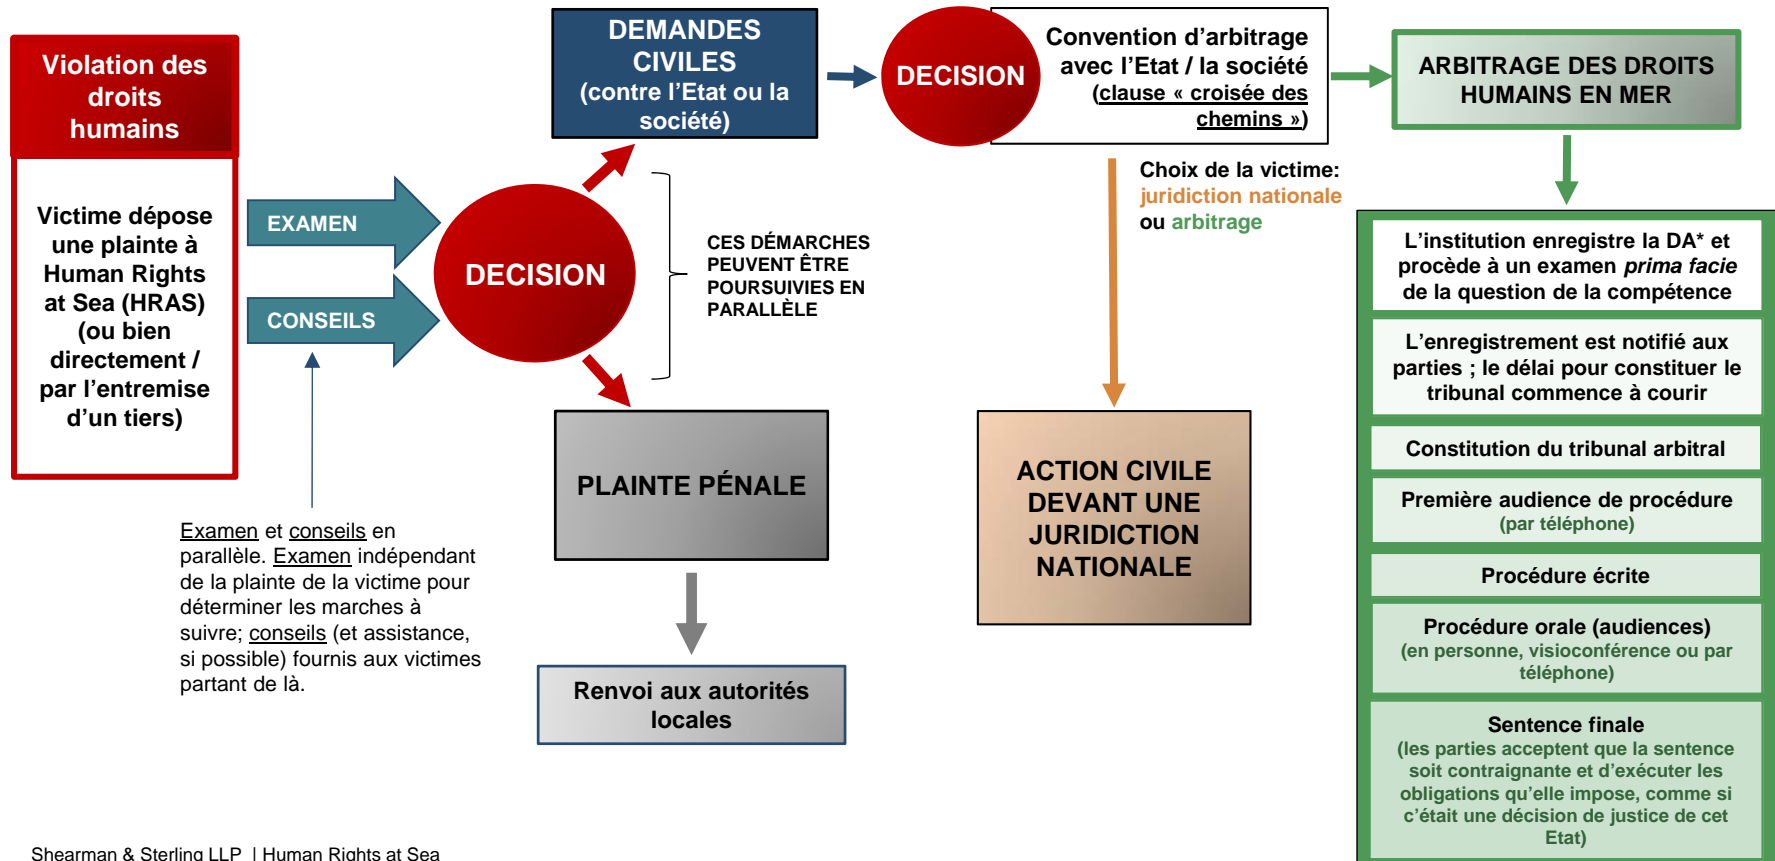 Violation des
droits
humains
Victime dépose
une plainte à
Human Rights
at Sea (HRAS)
(ou bien
directement /
par l'entremise
d'un tiers)
EXAMEN
CONSEILS
Examen et conseils en
parallèle. Examen indépendant
de la plainte de la victime pour
déterminer les marches à
suivre; conseils (et assistance,
si possible) fournis aux victimes
partant de là.
DECISION
DEMANDES
CIVILES
(contre l'Etat ou la
société)
CES DÉMARCHES
PEUVENT ÊTRE
POURSUIVIES EN
PARALLÈLE
PLAINTE PÉNALE
Renvoi aux autorités
locales
DECISION
Convention d'arbitrage
avec l'Etat / la société
(clause « croisée des
chemins »)
Choix de la victime:
juridiction nationale
ou arbitrage
ACTION CIVILE
DEVANT UNE
JURIDICTION
NATIONALE
ARBITRAGE DES DROITS
HUMAINS EN MER
L'institution enregistre la DA* et
procède à un examen prima facie
de la question de la compétence
L'enregistrement est notifié aux
parties ; le délai pour constituer le
tribunal commence à courir
Constitution du tribunal arbitral
Première audience de procédure
(par téléphone)
Procédure écrite
Procédure orale (audiences)
(en personne, visioconférence ou par
téléphone)
Sentence finale
(les parties acceptent que la sentence
soit contraignante et d'exécuter les
obligations qu'elle impose, comme si
c'était une décision de justice de cet
Etat)
Shearman & Sterling LLP | Human Rights at Sea